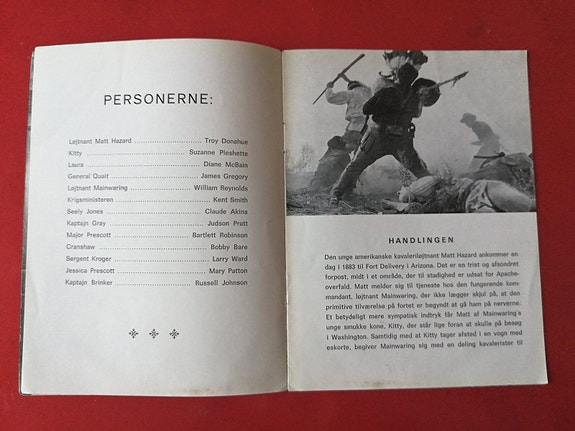 PERSONERNE:
Løjtnant Matt Hazard ........................ Troy Donahue
Kitty ................................ Suzanne Pleshette
Laura ................................ Diane McBain
General Quait ........................ James Gregory
Løjtnant Mainwaring .................. William Reynolds
Krigsministeren ...................... Kent Smith
Seely Jones .......................... Claude Akins
Kaptajn Gray ......................... Judson Pratt
Major Prescott ....................... Bartlett Robinson
Cranshaw ............................. Bobby Bare
Sergent Kroger ....................... Larry Ward
Jessica Prescott ..................... Mary Patton
Kaptajn Brinker ...................... Russell Johnson
HANDLINGEN
Den unge amerikanske kavaleriløjtnant Matt Hazard ankommer en
dag i 1883 til Fort Delivery i Arizona. Det er en trist og afsondret
forpost, midt i et område, der til stadighed er udsat for Apache-
overfald. Matt melder sig til tjeneste hos den fungerende kom-
mandant, løjtnant Mainwaring, der ikke lægger skjul på, at den
primitive tilværelse på fortet er begyndt at gå ham på nerverne.
Et betydeligt mere sympatisk indtryk får Matt af Mainwaring's
unge smukke kone, Kitty, der står lige foran at skulle på besøg
i Washington. Samtidig med at Kitty tager afsted i en vogn med
eskorte, begiver Mainwaring sig med en deling kavalerister til